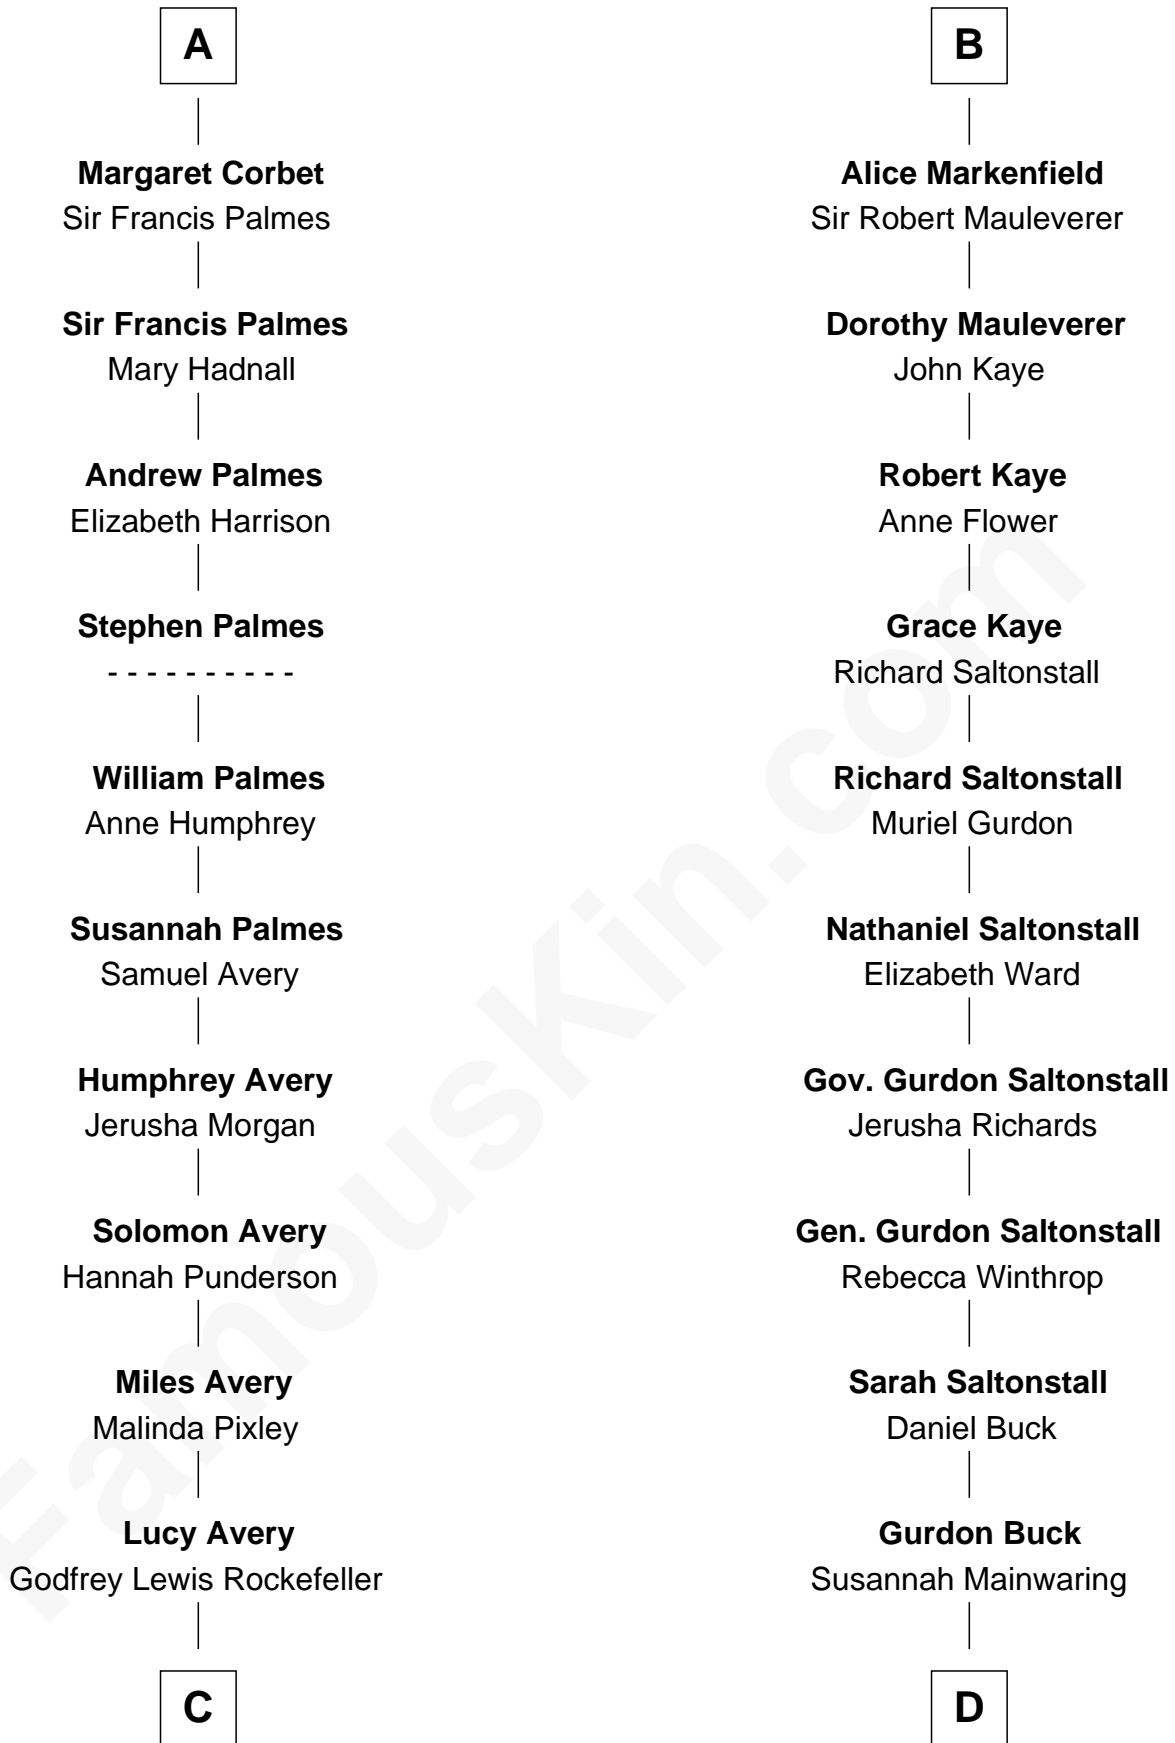 A
Margaret Corbet
Sir Francis Palmes
Sir Francis Palmes
Mary Hadnall
Andrew Palmes
Elizabeth Harrison
Stephen Palmes
- - - - - - - - - -
William Palmes
Anne Humphrey
Susannah Palmes
Samuel Avery
Humphrey Avery
Jerusha Morgan
Solomon Avery
Hannah Punderson
Miles Avery
Malinda Pixley
Lucy Avery
Godfrey Lewis Rockefeller
C
B
Alice Markenfield
Sir Robert Mauleverer
Dorothy Mauleverer
John Kaye
Robert Kaye
Anne Flower
Grace Kaye
Richard Saltonstall
Richard Saltonstall
Muriel Gurdon
Nathaniel Saltonstall
Elizabeth Ward
Gov. Gurdon Saltonstall
Jerusha Richards
Gen. Gurdon Saltonstall
Rebecca Winthrop
Sarah Saltonstall
Daniel Buck
Gurdon Buck
Susannah Mainwaring
D
FamousKin.com